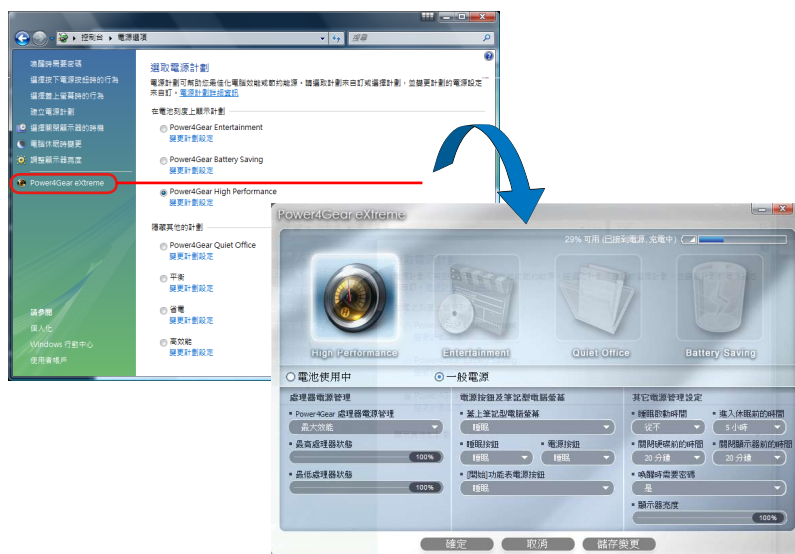 控制台 ▸ 電源選項
搜尋
喚醒時需要密碼
選擇按下電源按鈕時的行為
選擇蓋上螢幕時的行為
建立電源計劃
選擇關閉顯示器的時機
電腦休眠時變更
調整顯示器亮度
Power4Gear eXtreme
請參閱
個人化
Windows 行動中心
使用者帳戶
選取電源計劃
電源計劃可幫助您最佳化電腦效能或節約能源。請選取計劃來自訂或選擇計劃，並變更計劃的電源設定
來自訂。電源計劃詳細資訊
在電池刻度上顯示計劃
Power4Gear Entertainment
變更計劃設定
Power4Gear Battery Saving
變更計劃設定
Power4Gear High Performance
變更計劃設定
隱藏其他的計劃
Power4Gear Quiet Office
變更計劃設定
平衡
變更計劃設定
省電
變更計劃設定
高效能
變更計劃設定
Power4Gear eXtreme
29% 可用 (已接到電源, 充電中)
High Performance
Entertainment
Quiet Office
Battery Saving
電池使用中
一般電源
處理器電源管理
Power4Gear 處理器電源管理
最大效能
最高處理器狀態
100%
最低處理器狀態
100%
電源按鈕及筆記型電腦螢幕
蓋上筆記型電腦螢幕
睡眠
睡眠按鈕 電源按鈕
睡眠 睡眠
[開始]功能表電源按鈕
睡眠
其它電源管理設定
睡眠啟動時間 進入休眠前的時間
從不 5 小時
關閉硬碟前的時間 關閉顯示器前的時間
20 分鐘 20 分鐘
喚醒時需要密碼
是
顯示器亮度
100%
確定 取消 儲存變更